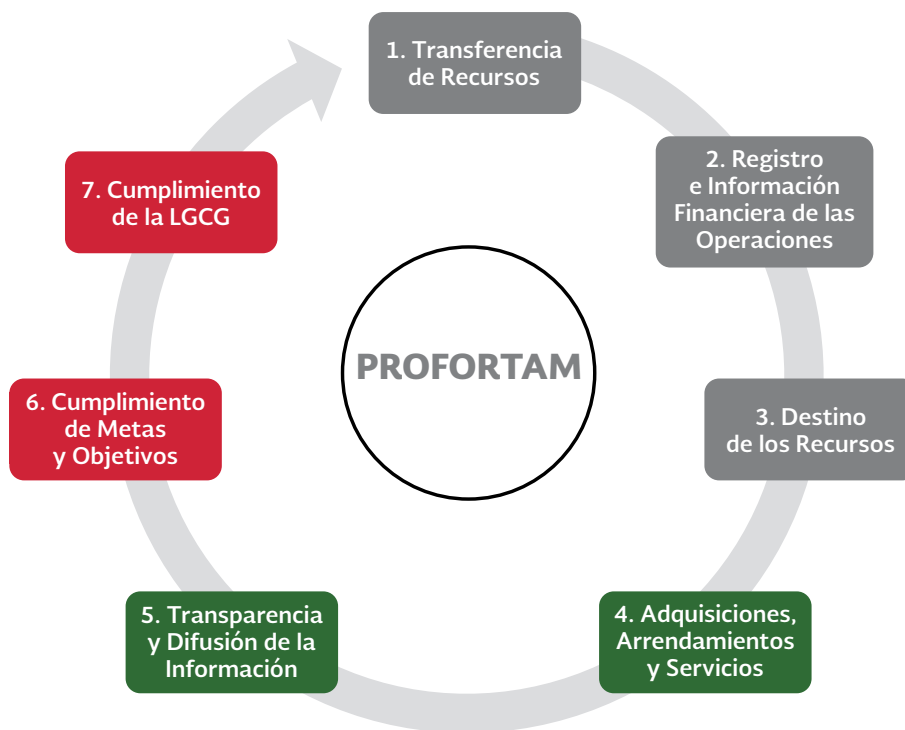 1. Transferencia
de Recursos
2. Registro
e Información
Financiera de las
Operaciones
3. Destino
de los Recursos
4. Adquisiciones,
Arrendamientos
y Servicios
5. Transparencia
y Difusión de la
Información
6. Cumplimiento
de Metas
y Objetivos
7. Cumplimiento
de la LGCG
PROFORTAM